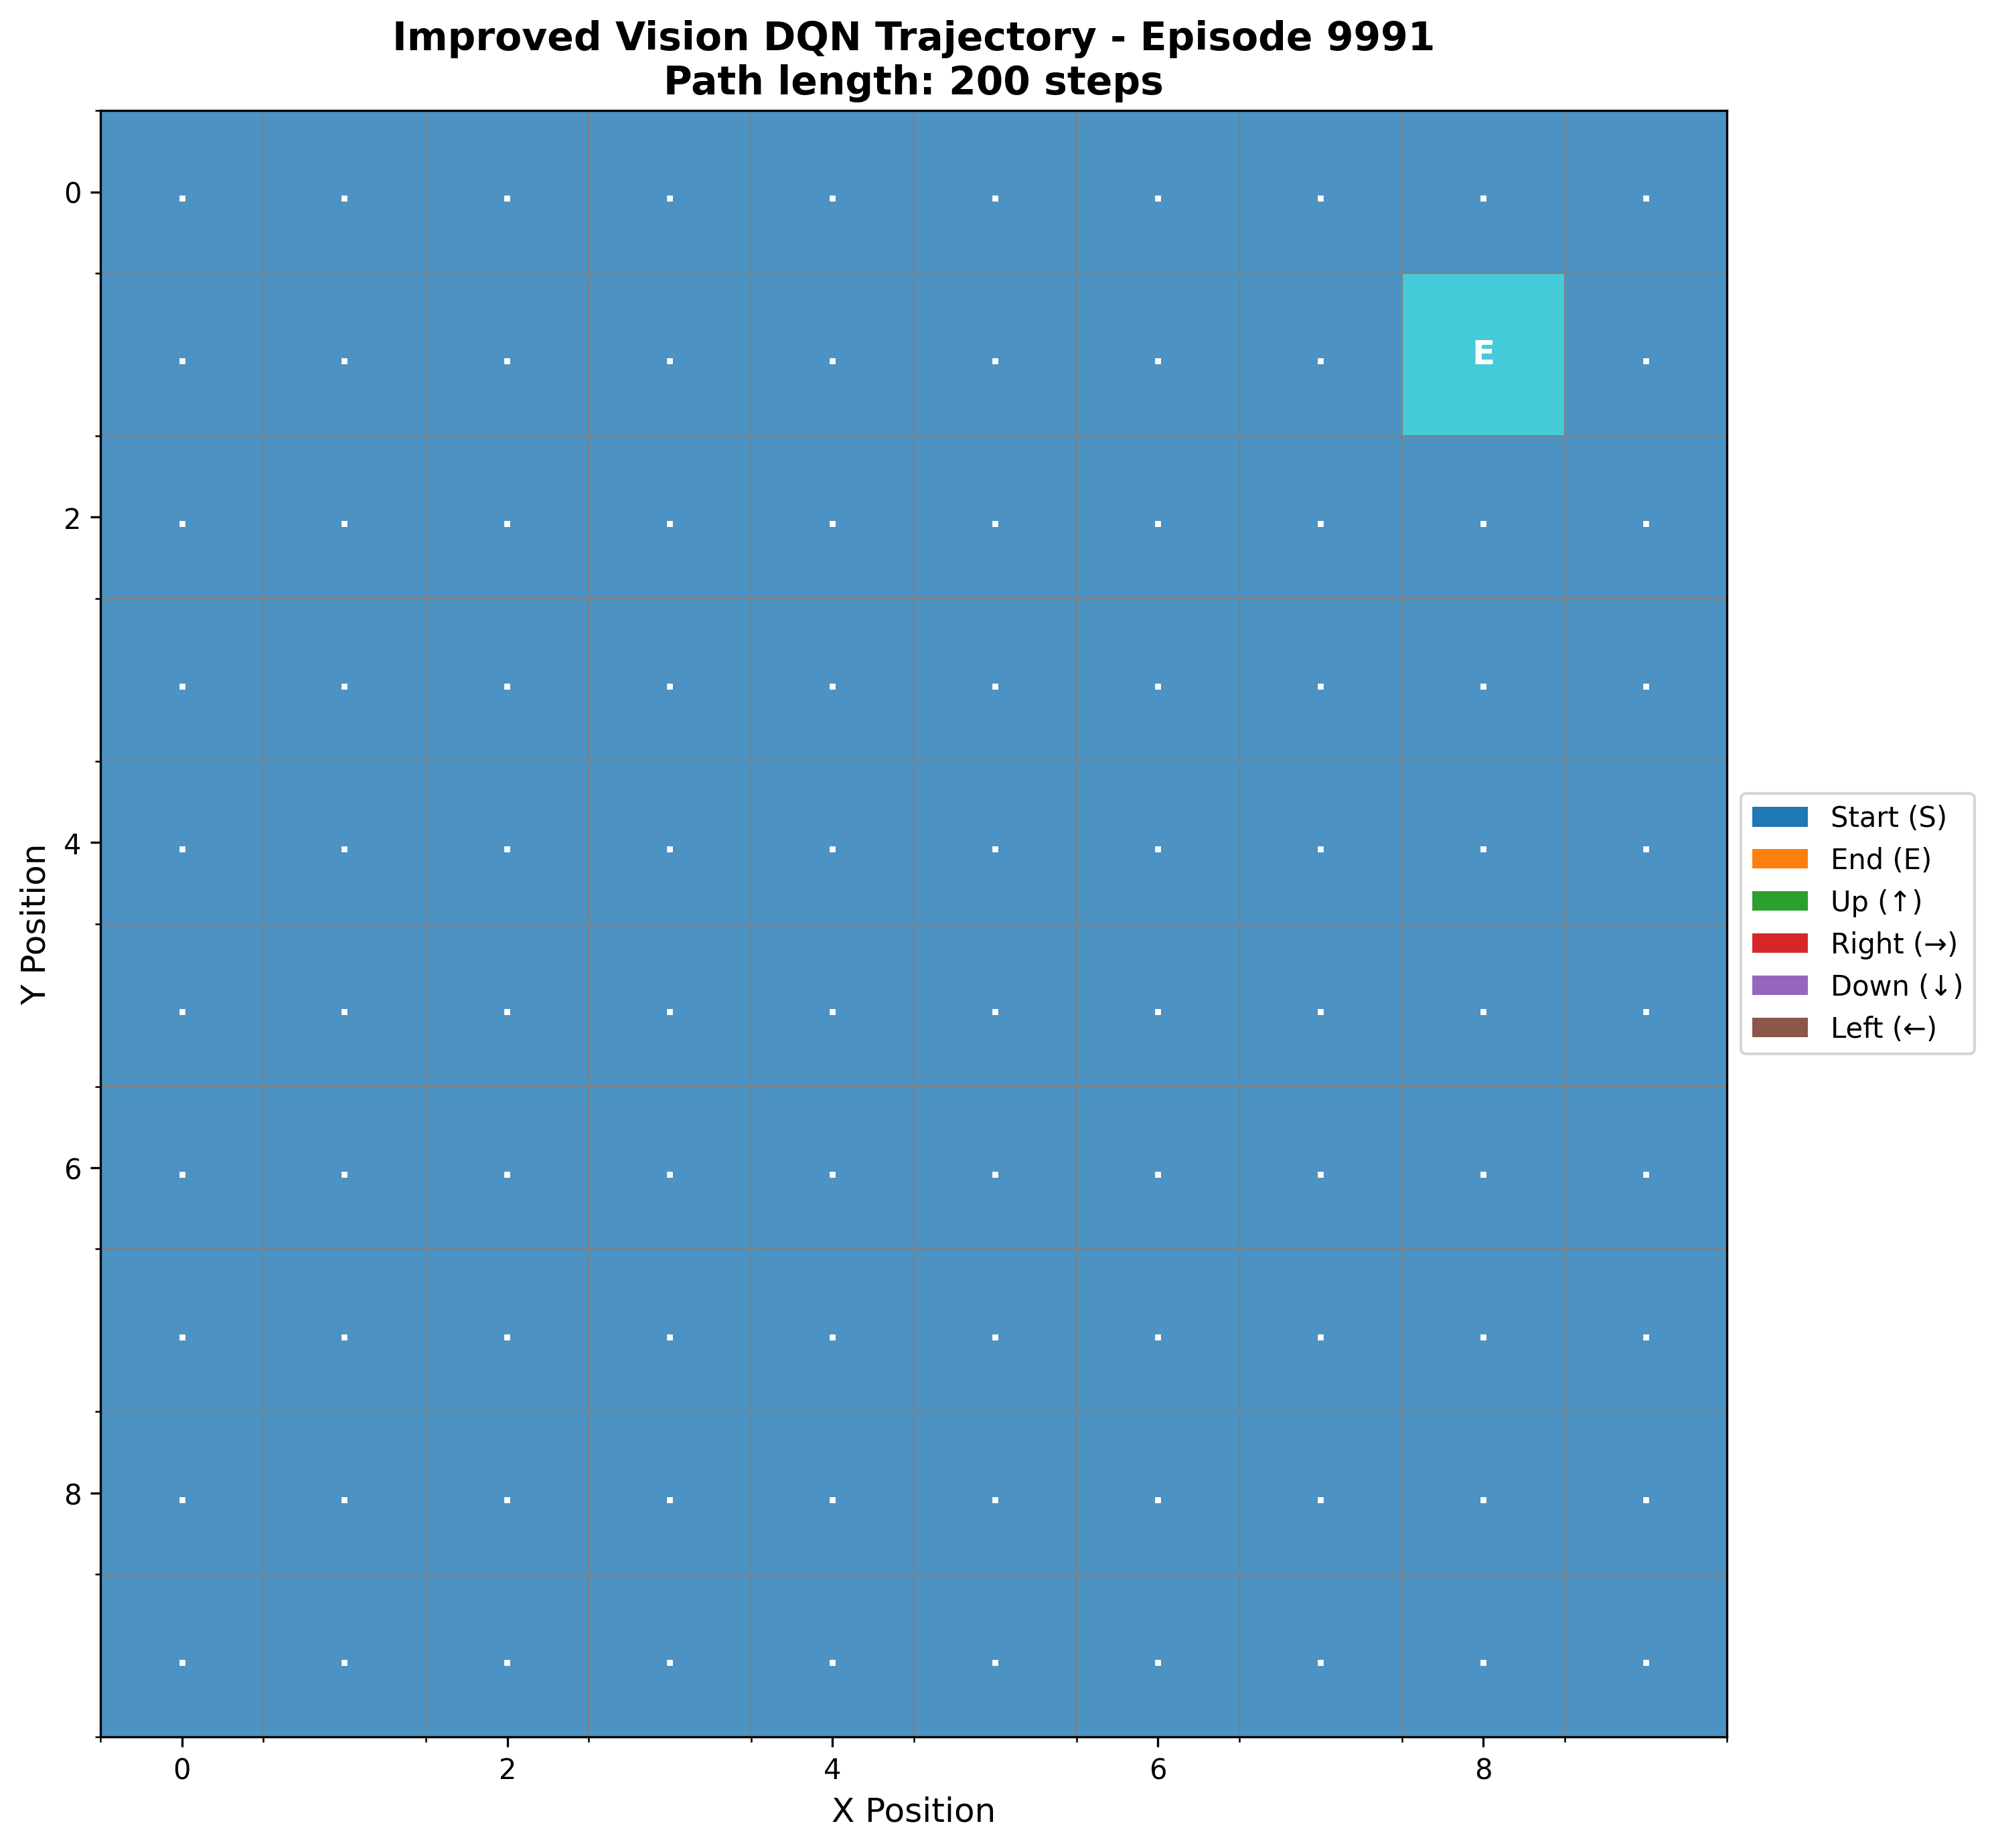 Improved Vision DQN Trajectory - Episode 9991
Path length: 200 steps
0
E
2
4
6
8
Y Position
0 2 4 6 8
X Position
Start (S)
End (E)
Up (↑)
Right (→)
Down (↓)
Left (←)